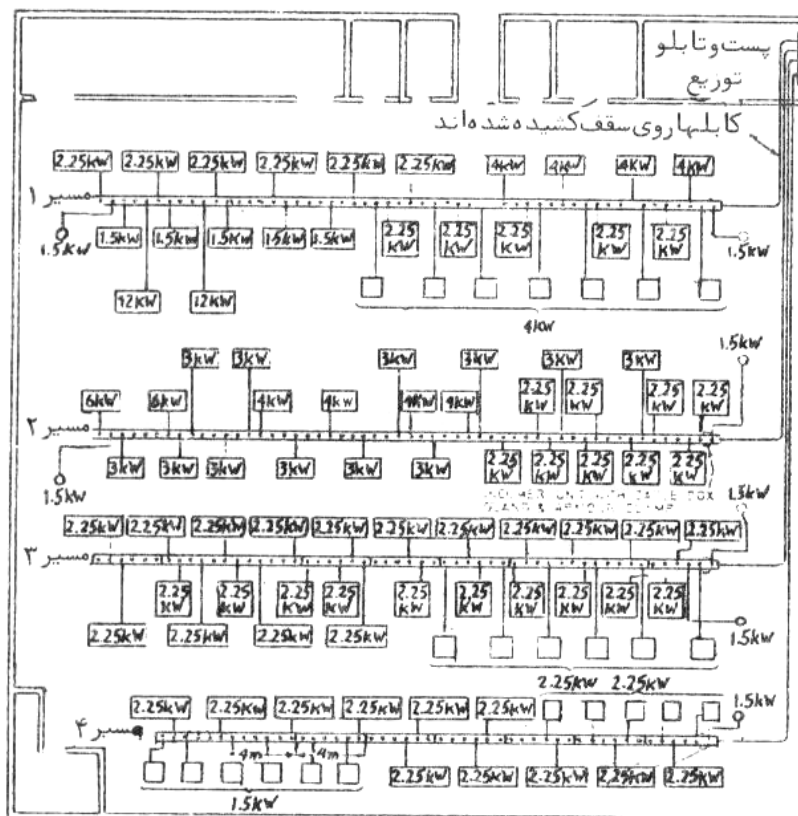 پست و تابلو
توزیع
کابلها روی سقف کشیده شده اند
2.25KW 2.25KW 2.25KW 2.25KW 2.25KW 2.25KW 4KW 4KW 4KW 4KW
مسیر ۱
1.5KW 1.5KW 1.5KW 1.5KW 1.5KW 1.5KW 2.25 2.25 2.25 2.25 2.25 1.5KW
KW KW KW KW KW
12KW 12KW
4KW
3KW 3KW 3KW 3KW 3KW 3KW 1.5KW
6KW 6KW 4KW 4KW 4KW 4KW 2.25 2.25 2.25 2.25
KW KW KW KW
مسیر ۲
3KW 3KW 3KW 3KW 3KW 3KW 2.25 2.25 2.25 2.25 2.25
KW KW KW KW KW
1.5KW
1.5KW
2.25KW 2.25KW 2.25KW 2.25KW 2.25KW 2.25KW 2.25KW 2.25KW 2.25KW 2.25KW 2.25KW
مسیر ۳
2.25 2.25 2.25 2.25 2.25 2.25 2.25 2.25 2.25 2.25
KW KW KW KW KW KW KW KW KW KW
2.25KW 2.25KW 2.25KW 2.25KW 1.5KW
2.25KW 2.25KW
2.25KW 2.25KW 2.25KW 2.25KW 2.25KW 2.25KW 1.5KW
مسیر ۴
4m 4m
2.25KW 2.25KW 2.25KW 2.25KW 2.25KW
1.5KW